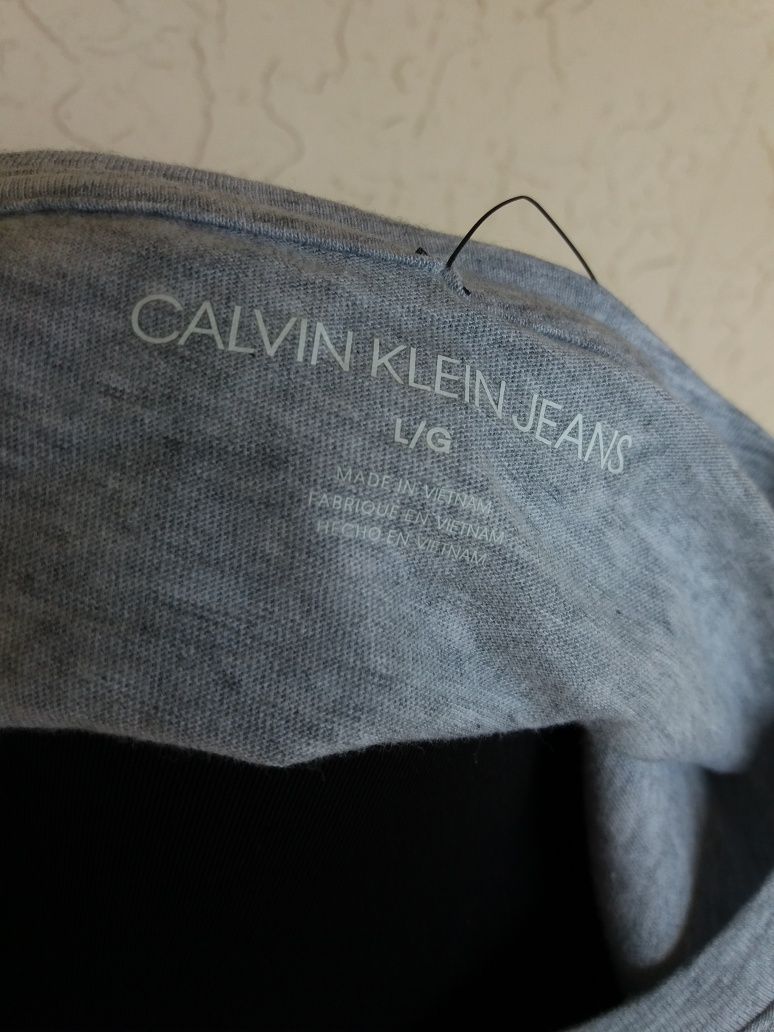 CALVIN KLEIN JEANS
L/G
MADE IN VIETNAM
FABRIQUÉ EN VIETNAM
HECHO EN VIETNAM